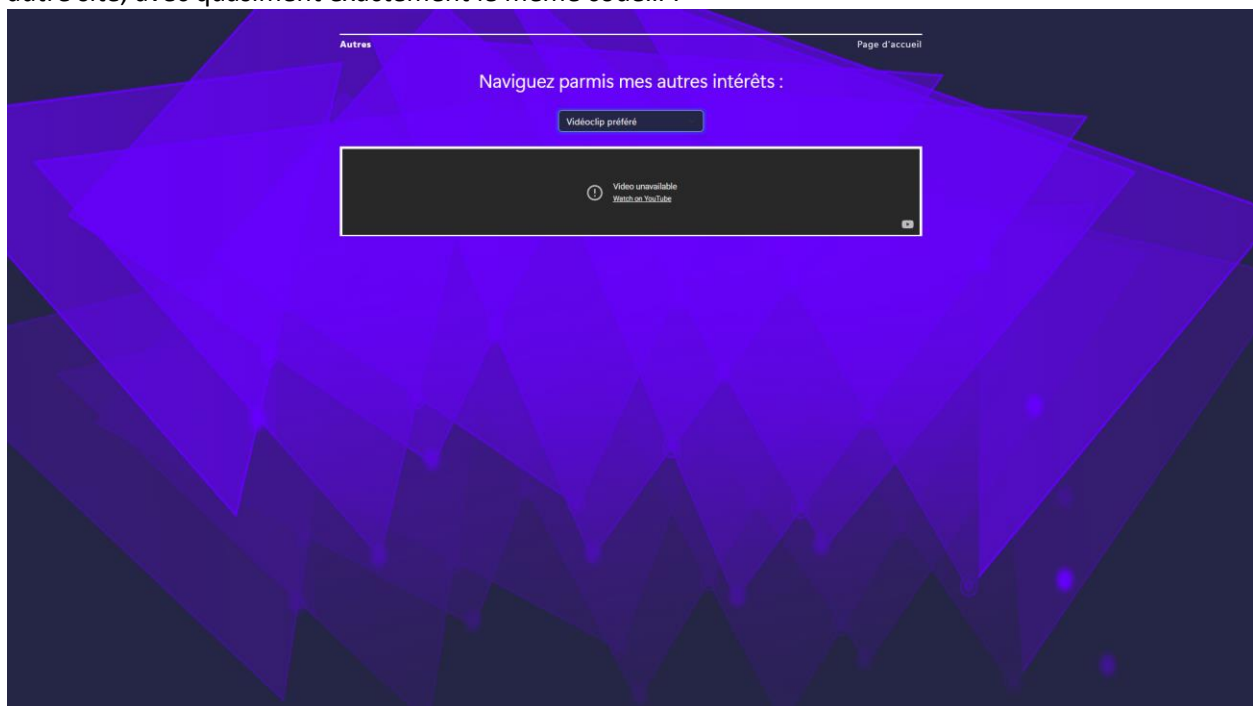 autre site, avec quasiment exactement le même code... :
Autres
Page d'accueil
Naviguez parmis mes autres intérêts :
Vidéoclip préféré
Video unavailable
Watch on YouTube